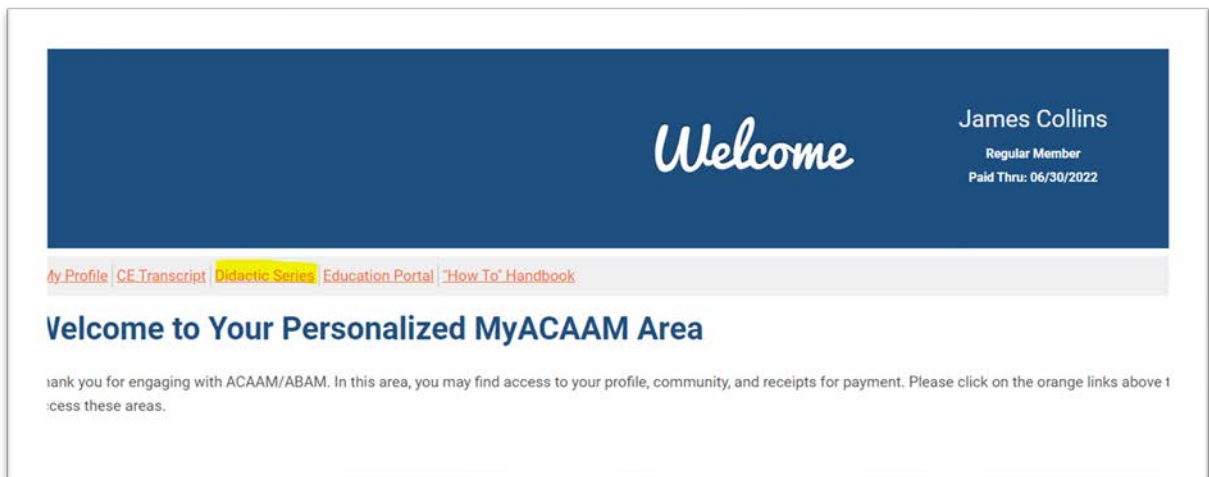 Welcome
James Collins
Regular Member
Paid Thru: 06/30/2022
My Profile CE Transcript Didactic Series Education Portal "How To" Handbook
Welcome to Your Personalized MyACAAM Area
hank you for engaging with ACAAM/ABAM. In this area, you may find access to your profile, community, and receipts for payment. Please click on the orange links above t
ccess these areas.